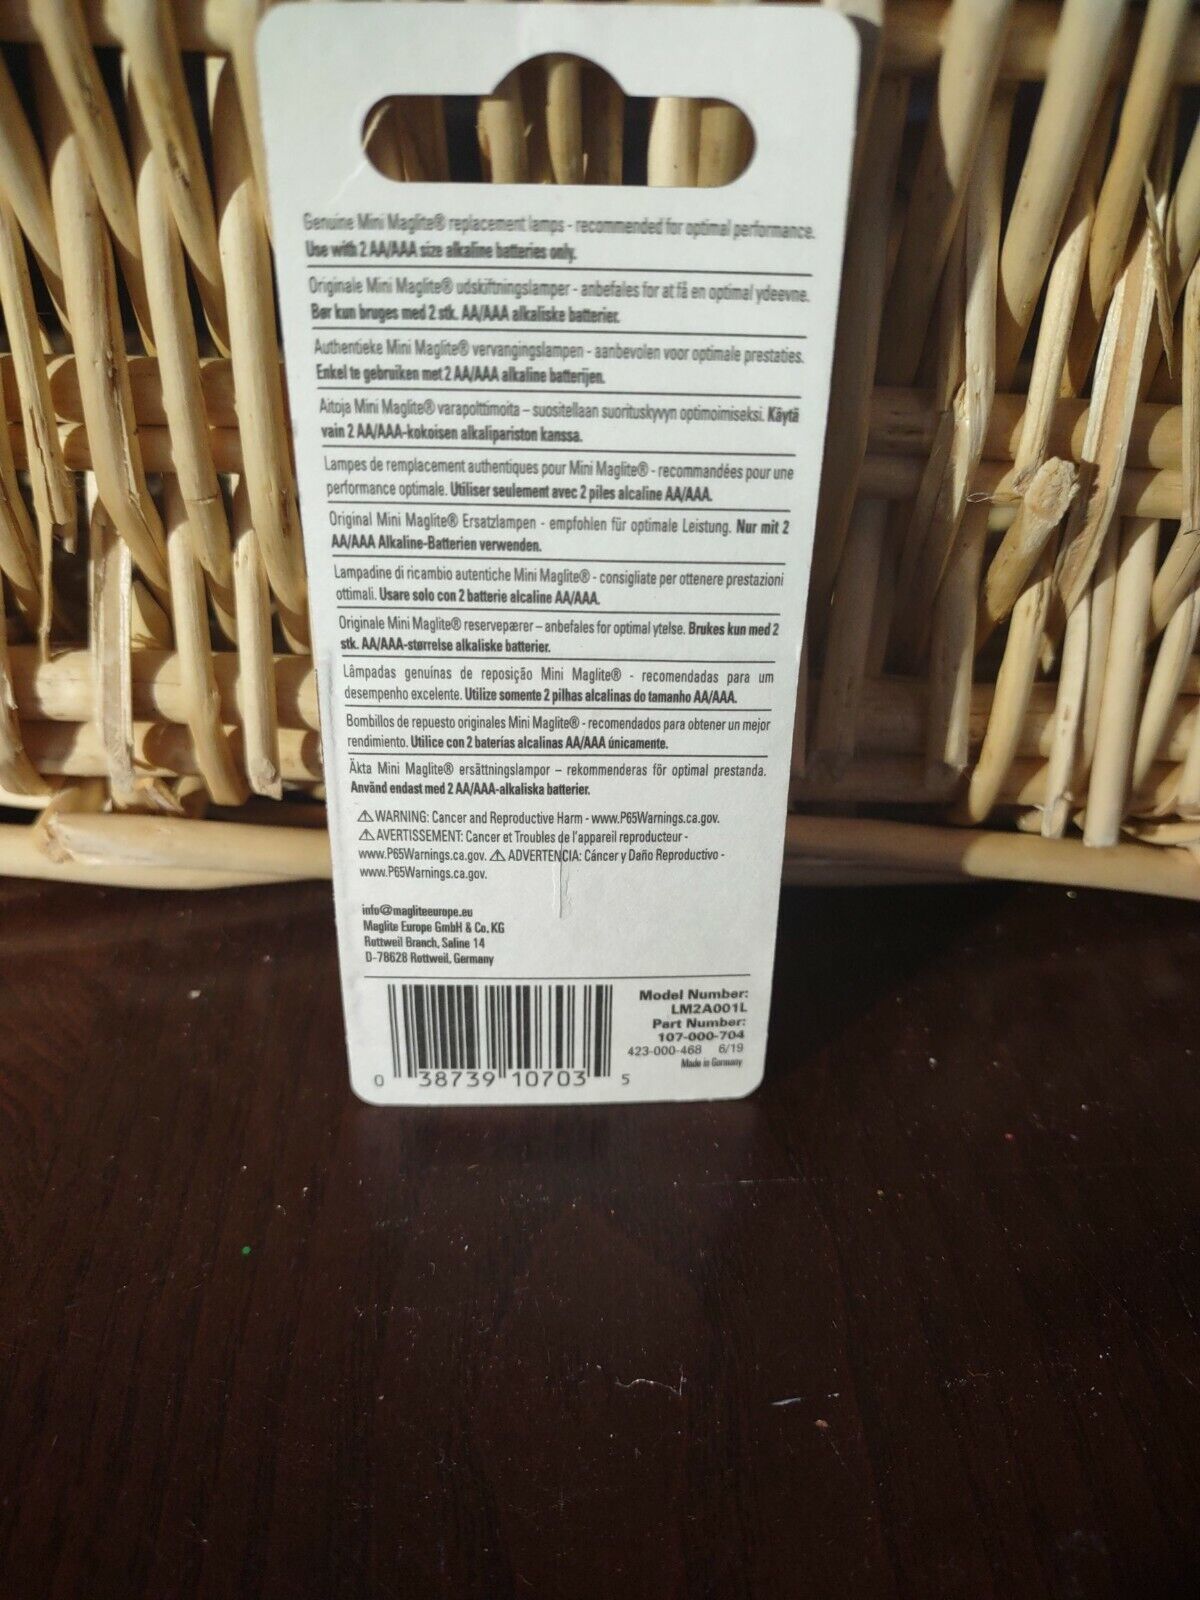 Genuine Mini Maglite® replacement lamps - recommended for optimal performance.
Use with 2 AA/AAA size alkaline batteries only.
Originale Mini Maglite® udskiftningslamper - anbefales for at få en optimal ydeevne.
Bør kun bruges med 2 stk. AA/AAA alkaliske batterier.
Authentieke Mini Maglite® vervangingslampen - aanbevolen voor optimale prestaties.
Enkel te gebruiken met 2 AA/AAA alkaline batterijen.
Aitoja Mini Maglite® varapolttimoita – suositellaan suorituskyvyn optimoimiseksi. Käytä
vain 2 AA/AAA-kokoisen alkalipariston kanssa.
Lampes de remplacement authentiques pour Mini Maglite® - recommandées pour une
performance optimale. Utiliser seulement avec 2 piles alcaline AA/AAA.
Original Mini Maglite® Ersatzlampen - empfohlen für optimale Leistung. Nur mit 2
AA/AAA Alkaline-Batterien verwenden.
Lampadine di ricambio autentiche Mini Maglite® - consigliate per ottenere prestazioni
ottimali. Usare solo con 2 batterie alcaline AA/AAA.
Originale Mini Maglite® reservepærer – anbefales for optimal ytelse. Brukes kun med 2
stk. AA/AAA-størrelse alkaliske batterier.
Lâmpadas genuínas de reposição Mini Maglite® - recomendadas para um
desempenho excelente. Utilize somente 2 pilhas alcalinas do tamanho AA/AAA.
Bombillos de repuesto originales Mini Maglite® - recomendados para obtener un mejor
rendimiento. Utilice con 2 baterías alcalinas AA/AAA únicamente.
Äkta Mini Maglite® ersättningslampor – rekommenderas för optimal prestanda.
Använd endast med 2 AA/AAA-alkaliska batterier.
⚠ WARNING: Cancer and Reproductive Harm - www.P65Warnings.ca.gov.
⚠ AVERTISSEMENT: Cancer et Troubles de l'appareil reproducteur -
www.P65Warnings.ca.gov. ⚠ ADVERTENCIA: Cáncer y Daño Reproductivo -
www.P65Warnings.ca.gov.
info@magliteeurope.eu
Maglite Europe GmbH & Co. KG
Rottweil Branch, Saline 14
D-78628 Rottweil, Germany
Model Number:
LM2A001L
Part Number:
107-000-704
423-000-468 6/19
Made in Germany
0 38739 10703 5